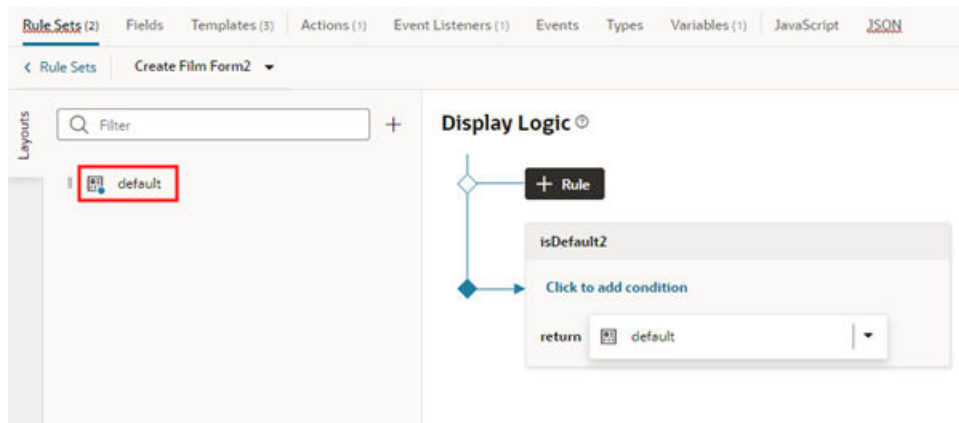 Rule Sets (2) Fields Templates (3) Actions (1) Event Listeners (1) Events Types Variables (1) JavaScript JSON
Rule Sets Create Film Form2
Layouts
Filter
Display Logic
default
+ Rule
isDefault2
Click to add condition
return default